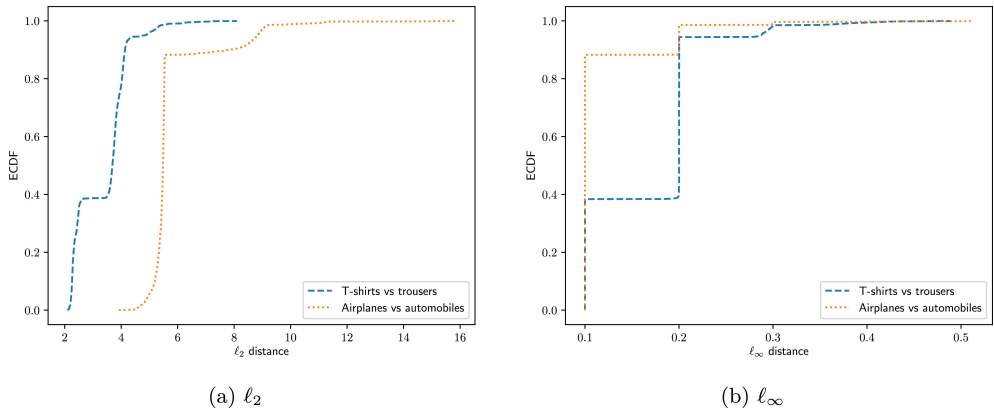 1.0
0.8
0.6
0.4
0.2
0.0
ECDF
2 4 6 8 10 12 14 16
ℓ2 distance
T-shirts vs trousers
Airplanes vs automobiles
(a) ℓ2
1.0
0.8
0.6
0.4
0.2
0.0
ECDF
0.1 0.2 0.3 0.4 0.5
ℓ∞ distance
T-shirts vs trousers
Airplanes vs automobiles
(b) ℓ∞